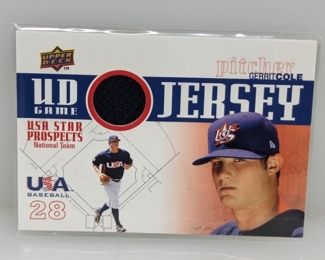 UPPER
DECK
pitcher
GERRIT COLE
UD
GAME
JERSEY
USA STAR
PROSPECTS
National Team
USA
BASEBALL
28